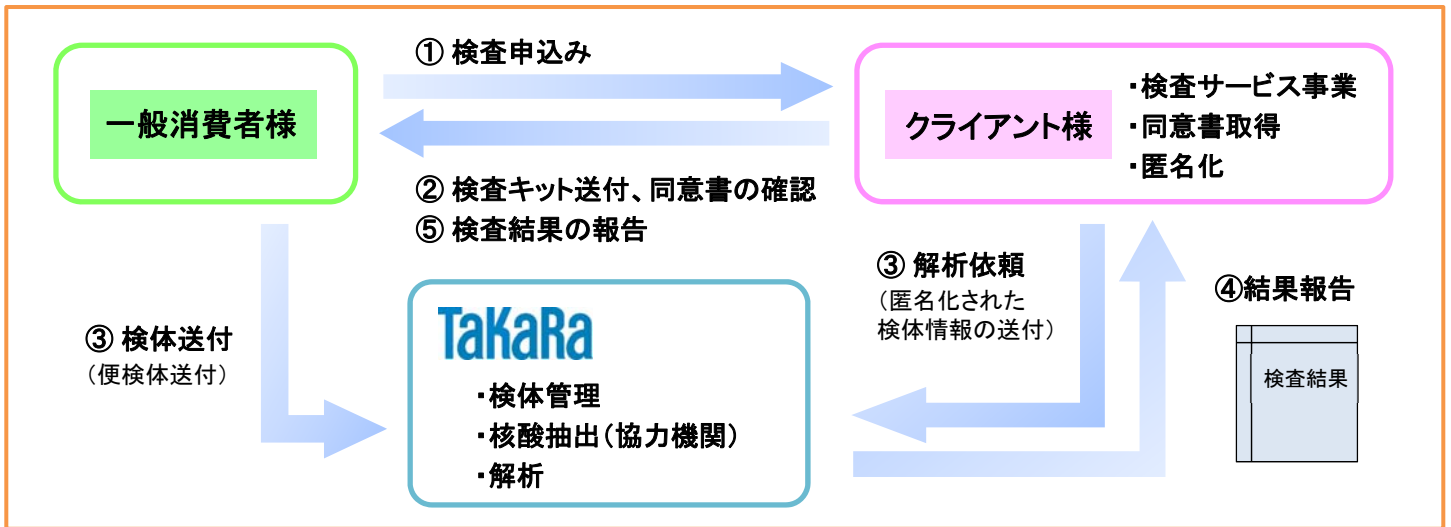 ① 検査申込み
一般消費者様
クライアント様
・検査サービス事業
・同意書取得
・匿名化
② 検査キット送付、同意書の確認
⑤ 検査結果の報告
③ 検体送付
（便検体送付）
TaKaRa
・検体管理
・核酸抽出（協力機関）
・解析
③ 解析依頼
（匿名化された
検体情報の送付）
④結果報告
検査結果